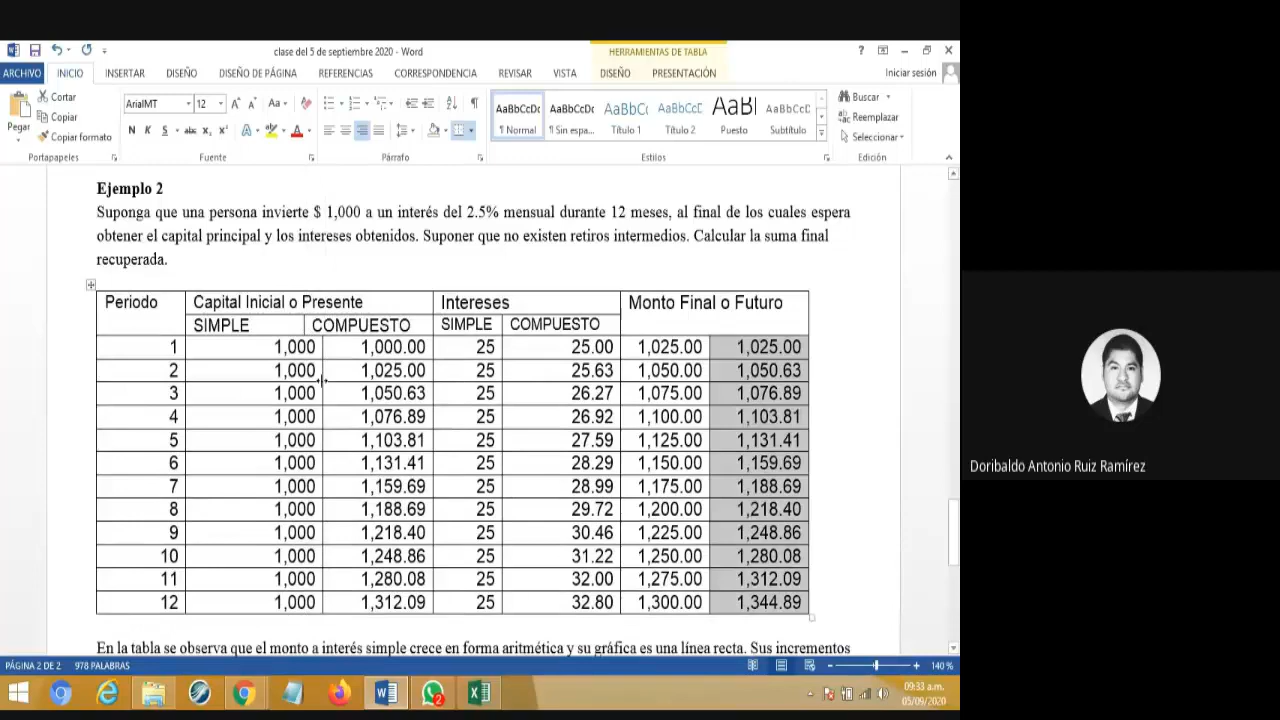 clase del 5 de septiembre 2020 - Word
HERRAMIENTAS DE TABLA
?
ARCHIVO INICIO INSERTAR DISEÑO DISEÑO DE PÁGINA REFERENCIAS CORRESPONDENCIA REVISAR VISTA DISEÑO PRESENTACIÓN Iniciar sesión
Pegar
Cortar
Copiar
Copiar formato
Portapapeles
ArialMT 12
Aa
N K S abc x₂ x²
Fuente
Párrafo
AaBbCcDc AaBbCcDc AaBbCc AaBbCcD AaBl AaBbCcD
¶ Normal ¶ Sin espa... Título 1 Título 2 Puesto Subtítulo
Estilos
Buscar
Reemplazar
Seleccionar
Edición
Ejemplo 2
Suponga que una persona invierte $ 1,000 a un interés del 2.5% mensual durante 12 meses, al final de los cuales espera
obtener el capital principal y los intereses obtenidos. Suponer que no existen retiros intermedios. Calcular la suma final
recuperada.
Periodo Capital Inicial o Presente Intereses Monto Final o Futuro
SIMPLE COMPUESTO SIMPLE COMPUESTO
1 1,000 1,000.00 25 25.00 1,025.00 1,025.00
2 1,000 1,025.00 25 25.63 1,050.00 1,050.63
3 1,000 1,050.63 25 26.27 1,075.00 1,076.89
4 1,000 1,076.89 25 26.92 1,100.00 1,103.81
5 1,000 1,103.81 25 27.59 1,125.00 1,131.41
6 1,000 1,131.41 25 28.29 1,150.00 1,159.69
7 1,000 1,159.69 25 28.99 1,175.00 1,188.69
8 1,000 1,188.69 25 29.72 1,200.00 1,218.40
9 1,000 1,218.40 25 30.46 1,225.00 1,248.86
10 1,000 1,248.86 25 31.22 1,250.00 1,280.08
11 1,000 1,280.08 25 32.00 1,275.00 1,312.09
12 1,000 1,312.09 25 32.80 1,300.00 1,344.89
En la tabla se observa que el monto a interés simple crece en forma aritmética y su gráfica es una línea recta. Sus incrementos
PÁGINA 2 DE 2 978 PALABRAS 140 %
2
09:33 a.m.
05/09/2020
Doribaldo Antonio Ruiz Ramírez